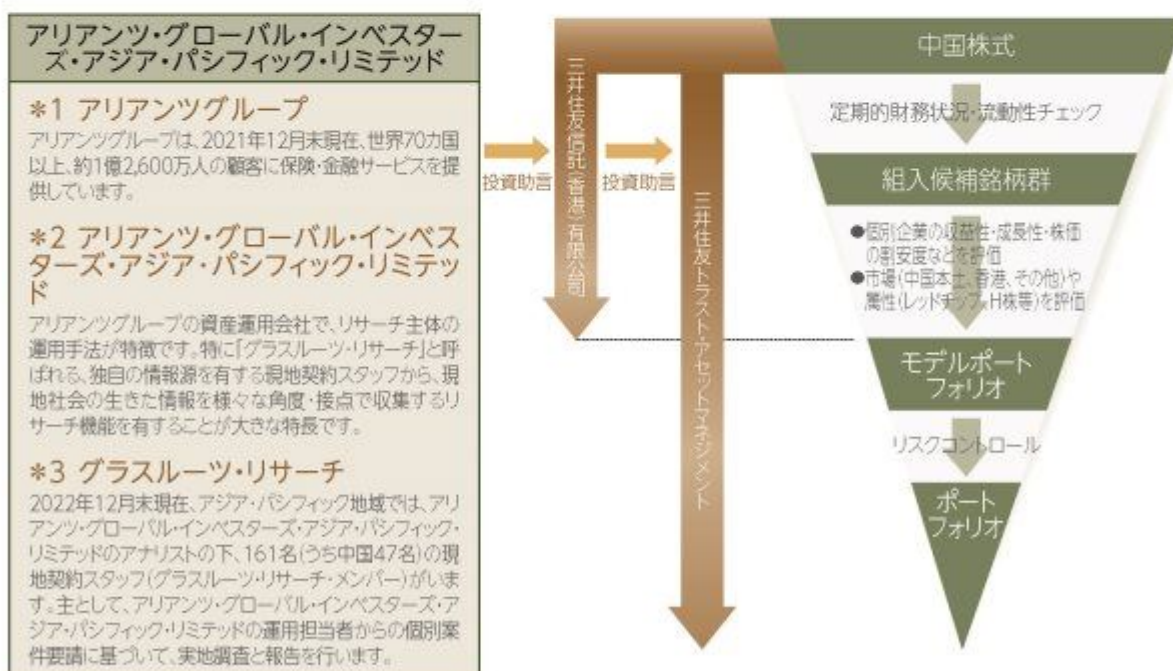 アリアンツ・グローバル・インベスター
ズ・アジア・パシフィック・リミテッド
*1 アリアンツグループ
アリアンツグループは、2021年12月末現在、世界70カ国
以上、約1億2,600万人の顧客に保険・金融サービスを提
供しています。
*2 アリアンツ・グローバル・インベス
ターズ・アジア・パシフィック・リミテッ
ド
アリアンツグループの資産運用会社で、リサーチ主体の
運用手法が特徴です。特に「グラスルーツ・リサーチ」と呼
ばれる、独自の情報源を有する現地契約スタッフから、現
地社会の生きた情報を様々な角度・接点で収集するリ
サーチ機能を有することが大きな特長です。
*3 グラスルーツ・リサーチ
2022年12月末現在、アジア・パシフィック地域では、アリ
アンツ・グローバル・インベスターズ・アジア・パシフィック・
リミテッドのアナリストの下、161名(うち中国47名)の現
地契約スタッフ(グラスルーツ・リサーチ・メンバー)がいま
す。主として、アリアンツ・グローバル・インベスターズ・ア
ジア・パシフィック・リミテッドの運用担当者からの個別案
件要請に基づいて、実地調査と報告を行います。
投資助言
三井住友信託(香港)有限公司
投資助言
三井住友トラスト・アセットマネジメント
中国株式
定期的財務状況・流動性チェック
組入候補銘柄群
●個別企業の収益性・成長性・株価
の割安度などを評価
●市場(中国本土、香港、その他)や
属性(レッドチップ、H株等)を評価
モデルポート
フォリオ
リスクコントロール
ポート
フォリオ